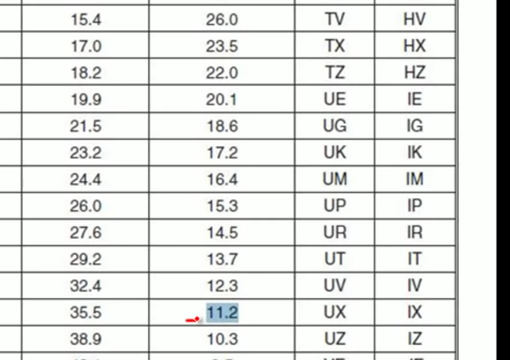 15.4 26.0 TV HV
17.0 23.5 TX HX
18.2 22.0 TZ HZ
19.9 20.1 UE IE
21.5 18.6 UG IG
23.2 17.2 UK IK
24.4 16.4 UM IM
26.0 15.3 UP IP
27.6 14.5 UR IR
29.2 13.7 UT IT
32.4 12.3 UV IV
35.5 11.2 UX IX
38.9 10.3 UZ IZ